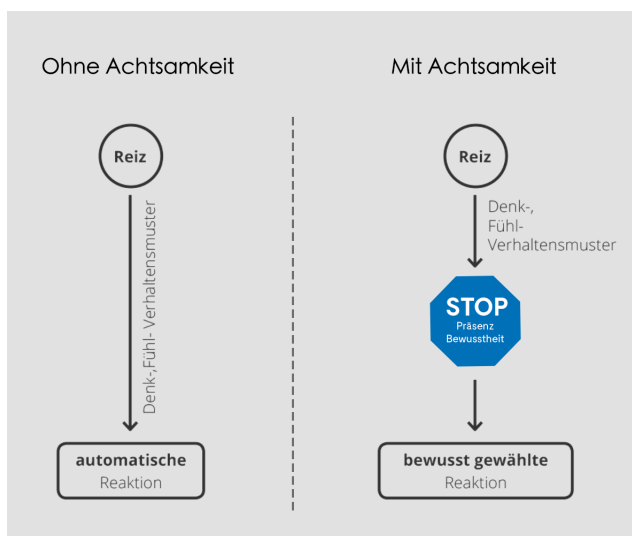 Ohne Achtsamkeit
Reiz
Denk-,Fühl- Verhaltensmuster
automatische
Reaktion
Mit Achtsamkeit
Reiz
Denk-,
Fühl-
Verhaltensmuster
STOP
Präsenz
Bewusstheit
bewusst gewählte
Reaktion